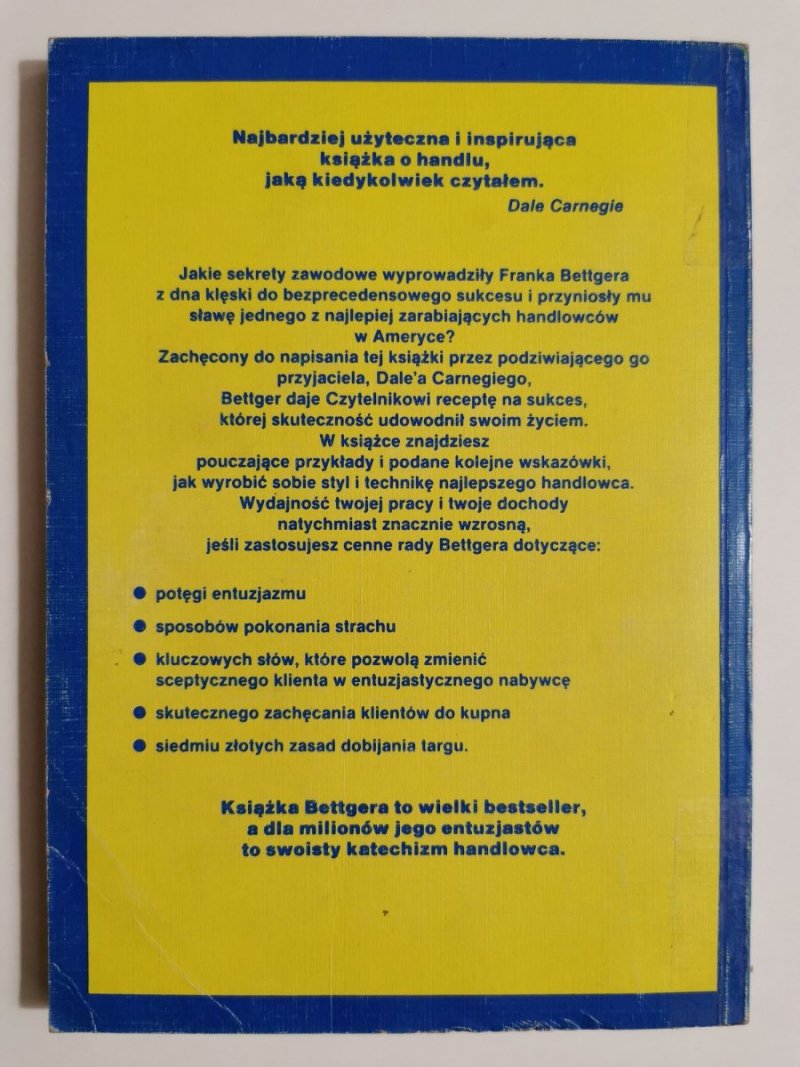 Najbardziej użyteczna i inspirująca
książka o handlu,
jaką kiedykolwiek czytałem.
Dale Carnegie
Jakie sekrety zawodowe wyprowadziły Franka Bettgera
z dna klęski do bezprecedensowego sukcesu i przyniosły mu
sławę jednego z najlepiej zarabiających handlowców
w Ameryce?
Zachęcony do napisania tej książki przez podziwiającego go
przyjaciela, Dale'a Carnegiego,
Bettger daje Czytelnikowi receptę na sukces,
której skuteczność udowodnił swoim życiem.
W książce znajdziesz
pouczające przykłady i podane kolejne wskazówki,
jak wyrobić sobie styl i technikę najlepszego handlowca.
Wydajność twojej pracy i twoje dochody
natychmiast znacznie wzrosną,
jeśli zastosujesz cenne rady Bettgera dotyczące:
● potęgi entuzjazmu
● sposobów pokonania strachu
● kluczowych słów, które pozwolą zmienić
sceptycznego klienta w entuzjastycznego nabywcę
● skutecznego zachęcania klientów do kupna
● siedmiu złotych zasad dobijania targu.
Książka Bettgera to wielki bestseller,
a dla milionów jego entuzjastów
to swoisty katechizm handlowca.